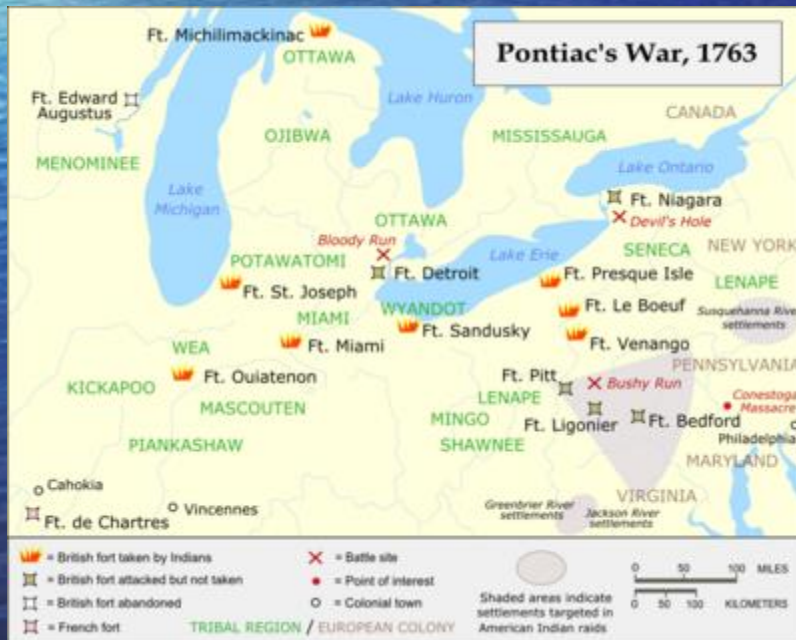 Pontiac's War, 1763
Ft. Michilimackinac
OTTAWA
Lake Huron
Ft. Edward
Augustus
CANADA
OJIBWA
MISSISSAUGA
MENOMINEE
Lake Ontario
Lake
Michigan
Ft. Niagara
Devil's Hole
OTTAWA
Bloody Run
Lake Erie
SENECA
NEW YORK
POTAWATOMI
Ft. Detroit
Ft. Presque Isle
LENAPE
Ft. St. Joseph
WYANDOT
Ft. Le Boeuf
Susquehanna River
settlements
MIAMI
Ft. Sandusky
Ft. Venango
WEA
Ft. Miami
PENNSYLVANIA
Ft. Ouiatenon
Ft. Pitt
Bushy Run
KICKAPOO
LENAPE
Conestoga
Massacre
MASCOUTEN
MINGO
Ft. Ligonier
Ft. Bedford
PIANKASHAW
SHAWNEE
Philadelphia
MARYLAND
Cahokia
VIRGINIA
Vincennes
Greenbrier River
settlements
Jackson River
settlements
Ft. de Chartres
= British fort taken by Indians
= British fort attacked but not taken
= British fort abandoned
= French fort
= Battle site
= Point of interest
= Colonial town
TRIBAL REGION / EUROPEAN COLONY
Shaded areas indicate
settlements targeted in
American Indian raids
0 50 100 MILES
0 50 100 KILOMETERS